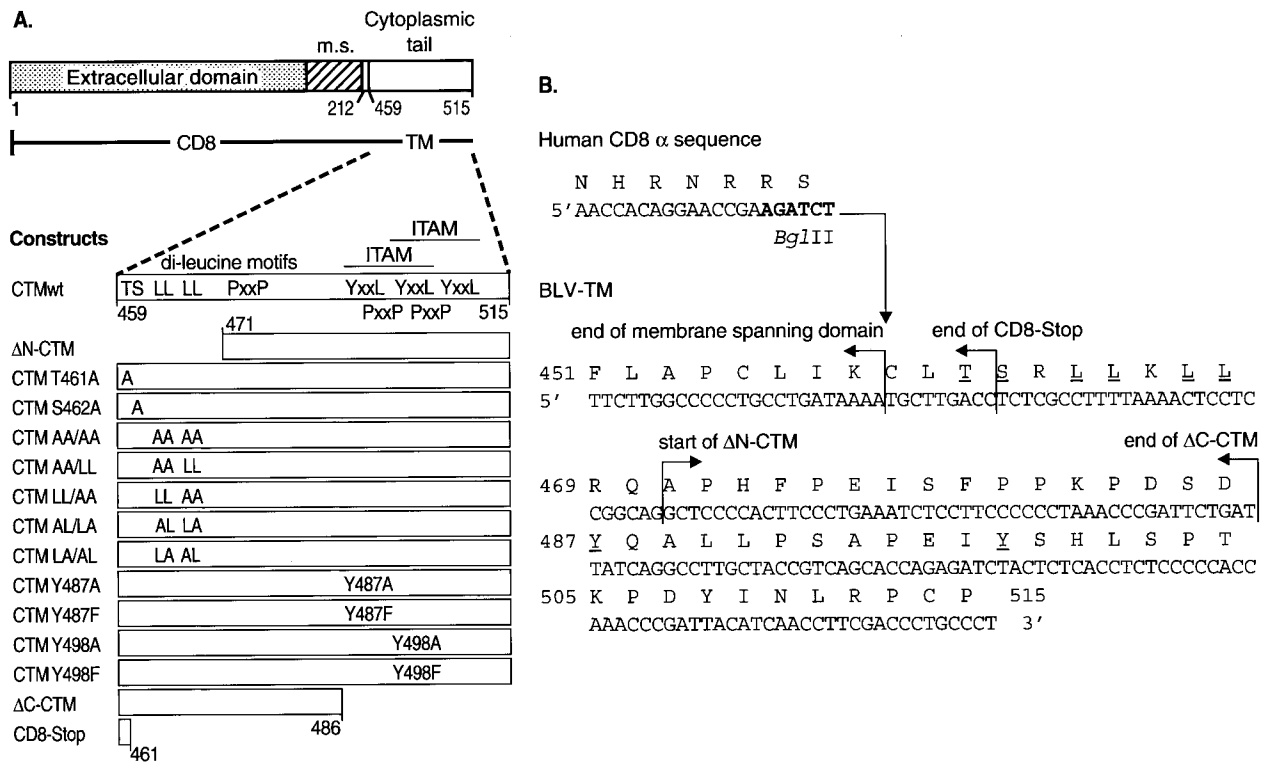 A.
Cytoplasmic
m.s. tail
Extracellular domain
1 212 459 515
CD8 TM
Constructs
ITAM
ITAM
di-leucine motifs
CTMwt TS LL LL PxxP YxxL YxxL YxxL
459 PxxP PxxP 515
471
ΔN-CTM
CTM T461A A
CTM S462A A
CTM AA/AA AA AA
CTM AA/LL AA LL
CTM LL/AA LL AA
CTM AL/LA AL LA
CTM LA/AL LA AL
CTM Y487A Y487A
CTM Y487F Y487F
CTM Y498A Y498A
CTM Y498F Y498F
ΔC-CTM
486
CD8-Stop
461
B.
Human CD8 α sequence
N H R N R R S
5′AACCACAGGAACCGAAGATCT
BglII
BLV-TM
end of membrane spanning domain end of CD8-Stop
451 F L A P C L I K C L T S R L L K L L
5′ TTCTTGGCCCCCTGCCTGATAAAATGCTTGACCTCTCGCCTTTTAAAACTCCTC
start of ΔN-CTM end of ΔC-CTM
469 R Q A P H F P E I S F P P K P D S D
CGGCAGGCTCCCCACTTCCCTGAAATCTCCTTCCCCCCTAAACCCGATTCTGAT
487 Y Q A L L P S A P E I Y S H L S P T
TATCAGGCCTTGCTACCGTCAGCACCAGAGATCTACTCTCACCTCTCCCCCACC
505 K P D Y I N L R P C P 515
AAACCCGATTACATCAACCTTCGACCCTGCCCT 3′